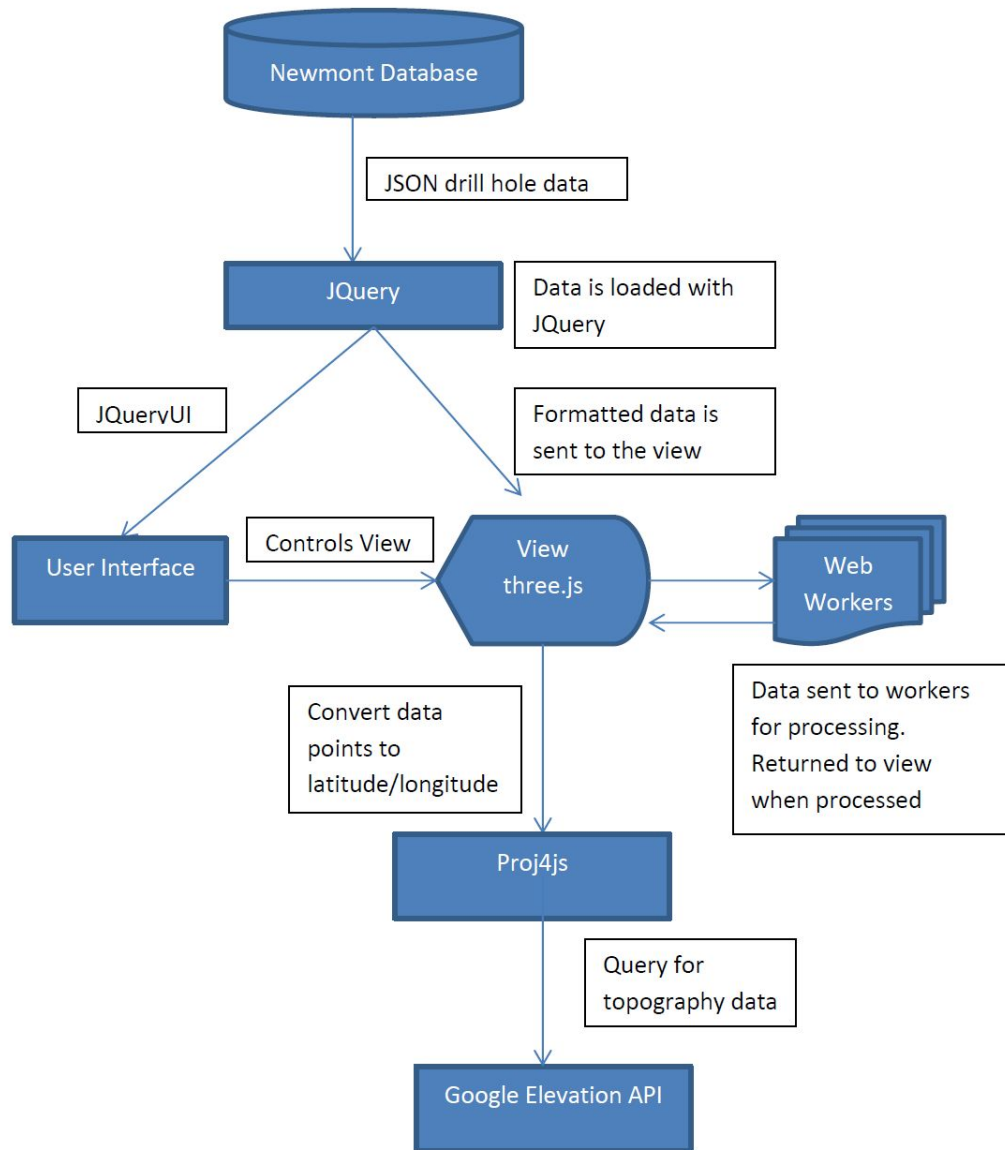 Newmont Database
JSON drill hole data
JQuery
Data is loaded with
JQuery
JQueryUI
Formatted data is
sent to the view
User Interface
Controls View
View
three.js
Web
Workers
Convert data
points to
latitude/longitude
Data sent to workers
for processing.
Returned to view
when processed
Proj4js
Query for
topography data
Google Elevation API